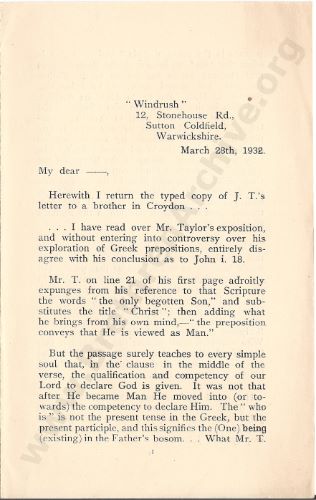 " Windrush "
12, Stonehouse Rd.,
Sutton Coldfield,
Warwickshire.
March 28th, 1932.
My dear ——,
Herewith I return the typed copy of J. T.'s
letter to a brother in Croydon . . .
. . . I have read over Mr. Taylor's exposition,
and without entering into controversy over his
exploration of Greek prepositions, entirely dis-
agree with his conclusion as to John i. 18.
Mr. T. on line 21 of his first page adroitly
expunges from his reference to that Scripture
the words " the only begotten Son," and sub-
stitutes the title " Christ "; then adding what
he brings from his own mind,—" the preposition
conveys that He is viewed as Man."
But the passage surely teaches to every simple
soul that, in the clause in the middle of the
verse, the qualification and competency of our
Lord to declare God is given. It was not that
after He became Man He moved into (or to-
wards) the competency to declare Him. The " who
is " is not the present tense in the Greek, but the
present participle, and this signifies the (One) being
(existing) in the Father's bosom. . . What Mr. T.
1